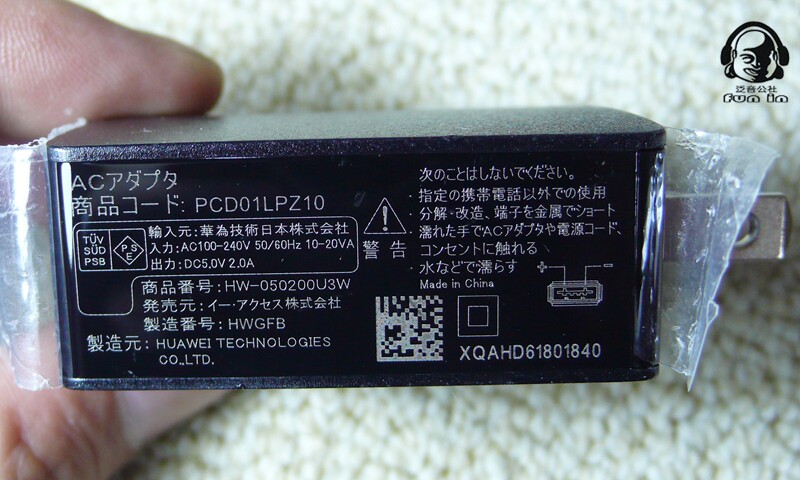 ACアダプタ
商品コード: PCD01LPZ10
TÜV
SÜD
PSB
PS
E
輸入元:華為技術日本株式会社
入力:AC100-240V 50/60Hz 10-20VA
出力:DC5.0V 2.0A
商品番号:HW-050200U3W
発売元:イー・アクセス株式会社
製造番号:HWGFB
製造元: HUAWEI TECHNOLOGIES
CO.,LTD.
警告
次のことはしないでください。
・指定の携帯電話以外での使用
・分解・改造、端子を金属でショート
・濡れた手でACアダプタや電源コード、
コンセントに触れる
・水などで濡らす
Made in China
+ -
XQAHD61801840
泛音公社
fun in